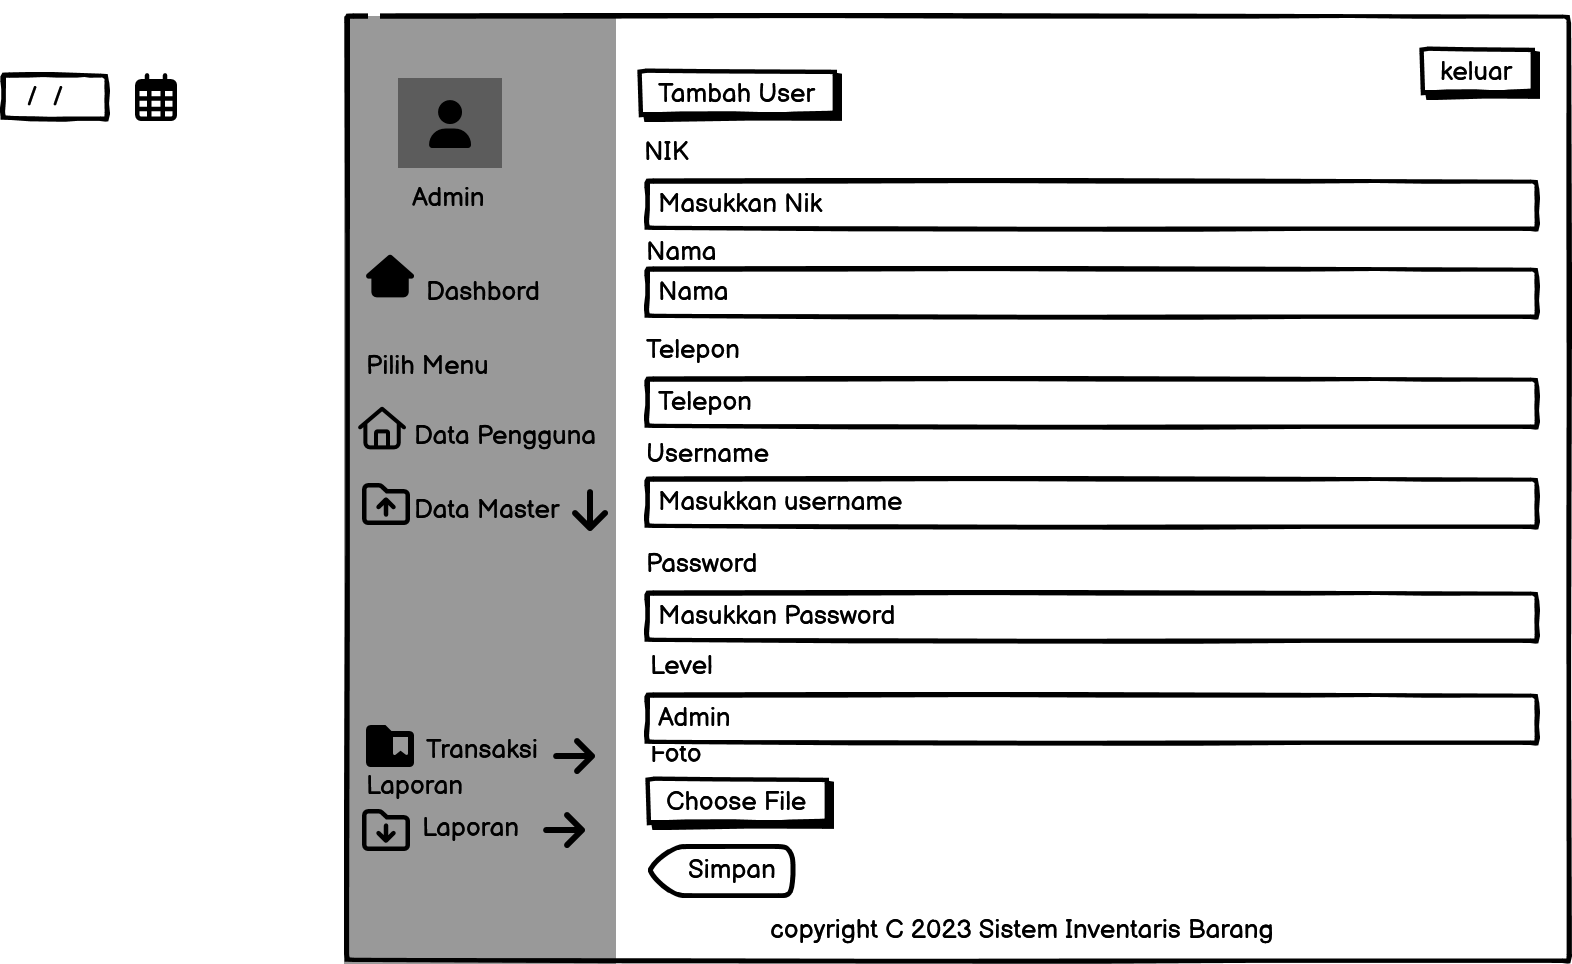 / /
Admin
Dashbord
Pilih Menu
Data Pengguna
Data Master
Transaksi
Laporan
Laporan
keluar
Tambah User
NIK
Masukkan Nik
Nama
Nama
Telepon
Telepon
Username
Masukkan username
Password
Masukkan Password
Level
Admin
Foto
Choose File
Simpan
copyright C 2023 Sistem Inventaris Barang